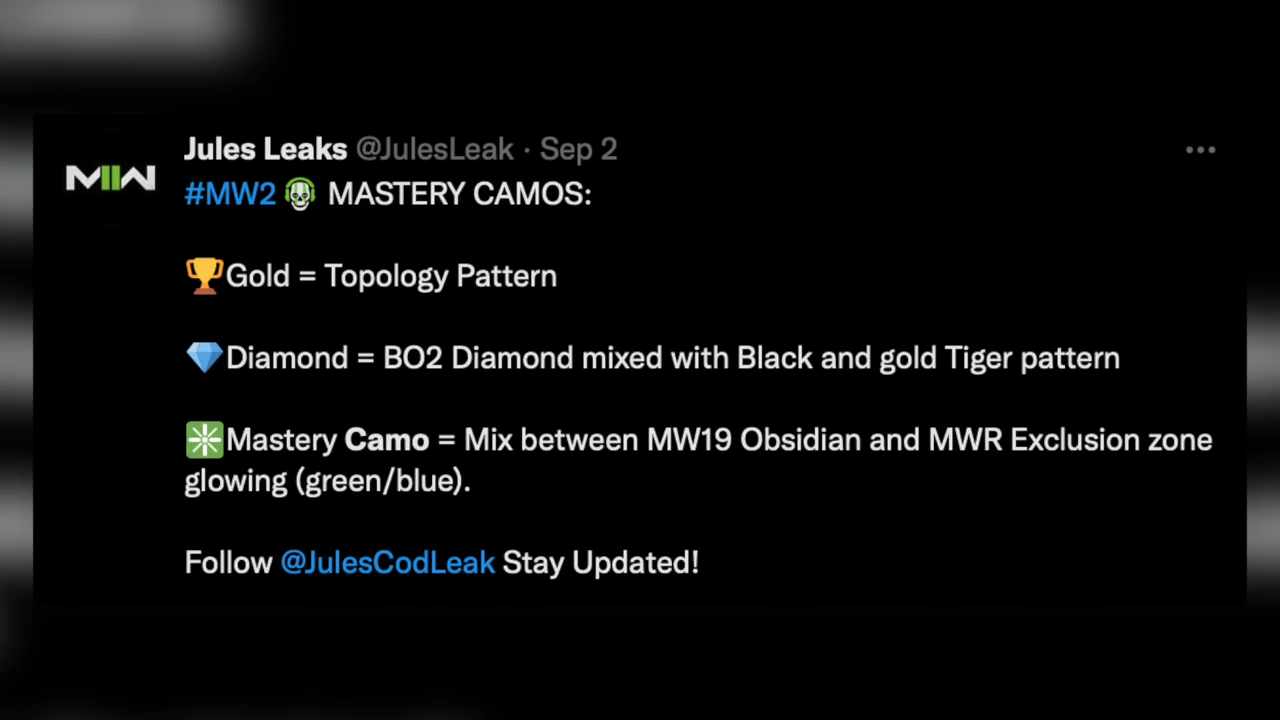 Jules Leaks @JulesLeak · Sep 2
MWII
#MW2 MASTERY CAMOS:
🏆Gold = Topology Pattern
💎Diamond = BO2 Diamond mixed with Black and gold Tiger pattern
❇️Mastery Camo = Mix between MW19 Obsidian and MWR Exclusion zone
glowing (green/blue).
Follow @JulesCodLeak Stay Updated!